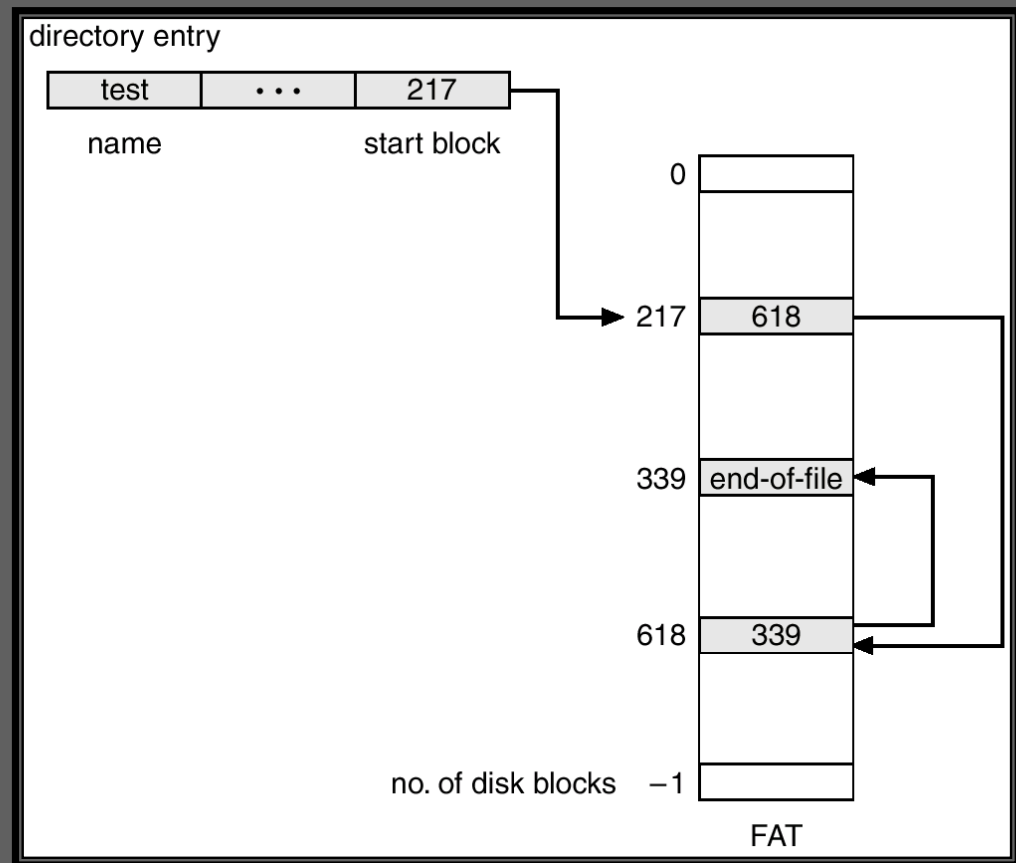 directory entry
test ••• 217
name start block
0
217 618
339 end-of-file
618 339
no. of disk blocks –1
FAT